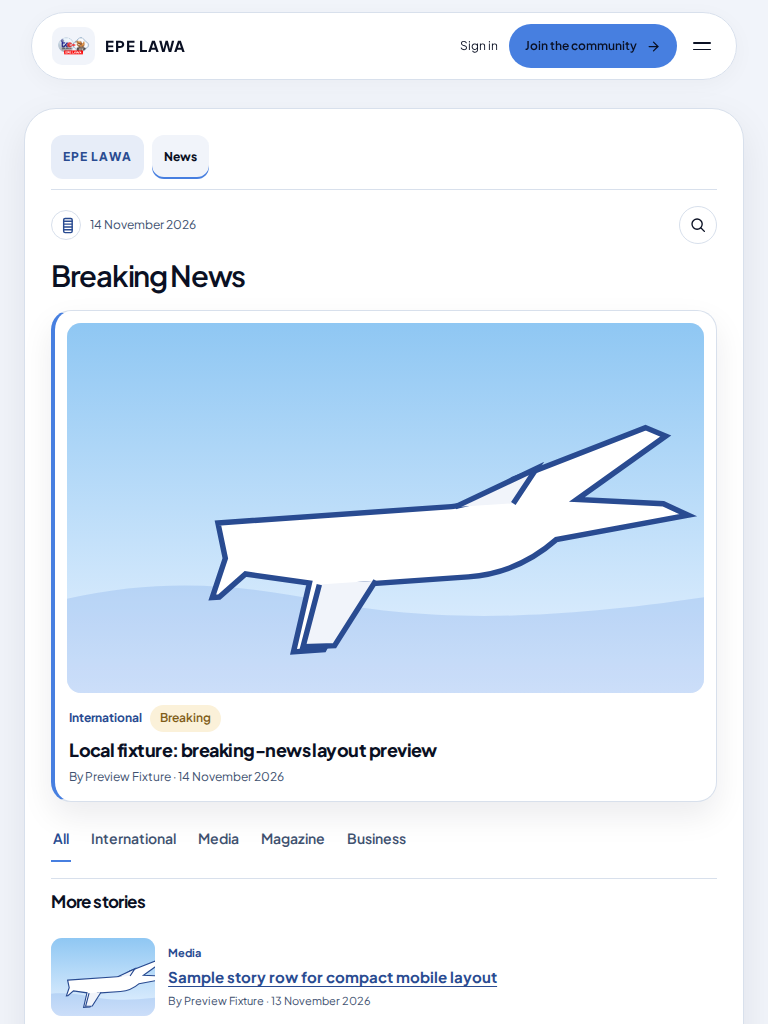 EPE LAWA
Sign in
Join the community
EPE LAWA
News
14 November 2026
Breaking News
International
Breaking
Local fixture: breaking-news layout preview
By Preview Fixture · 14 November 2026
All
International
Media
Magazine
Business
More stories
Media
Sample story row for compact mobile layout
By Preview Fixture · 13 November 2026